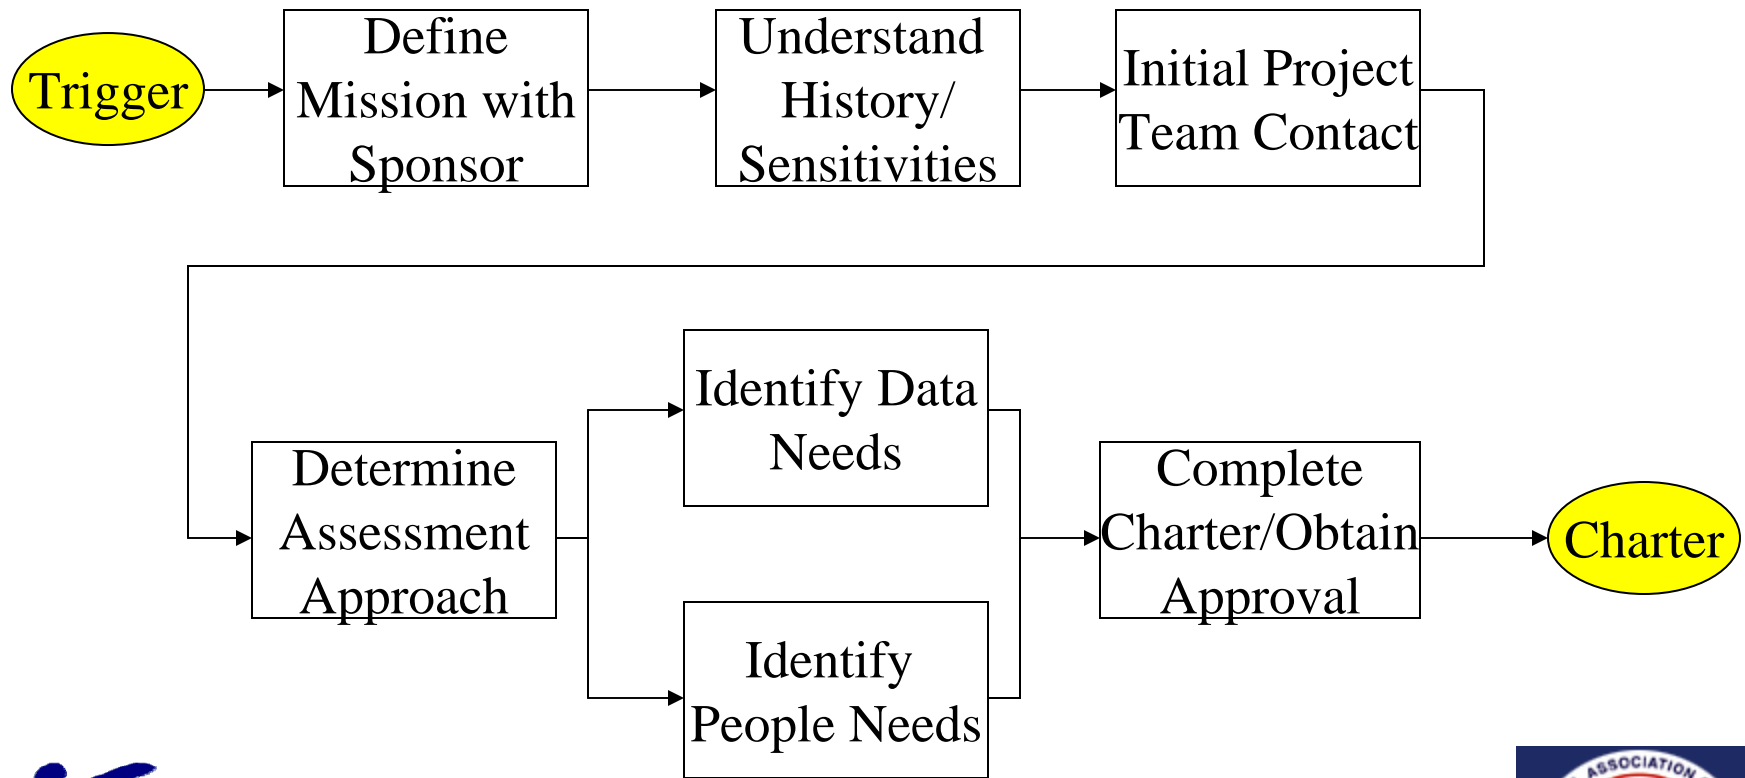 Trigger
Define
Mission with
Sponsor
Understand
History/
Sensitivities
Initial Project
Team Contact
Determine
Assessment
Approach
Identify Data
Needs
Identify
People Needs
Complete
Charter/Obtain
Approval
Charter
ASSOCIATION